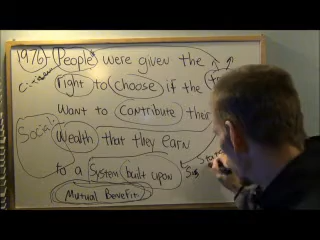 1976) People* were given the
right to choose if the
want to contribute their
Wealth that they earn
to a System built upon
Mutual Benefit
Citizen
Social